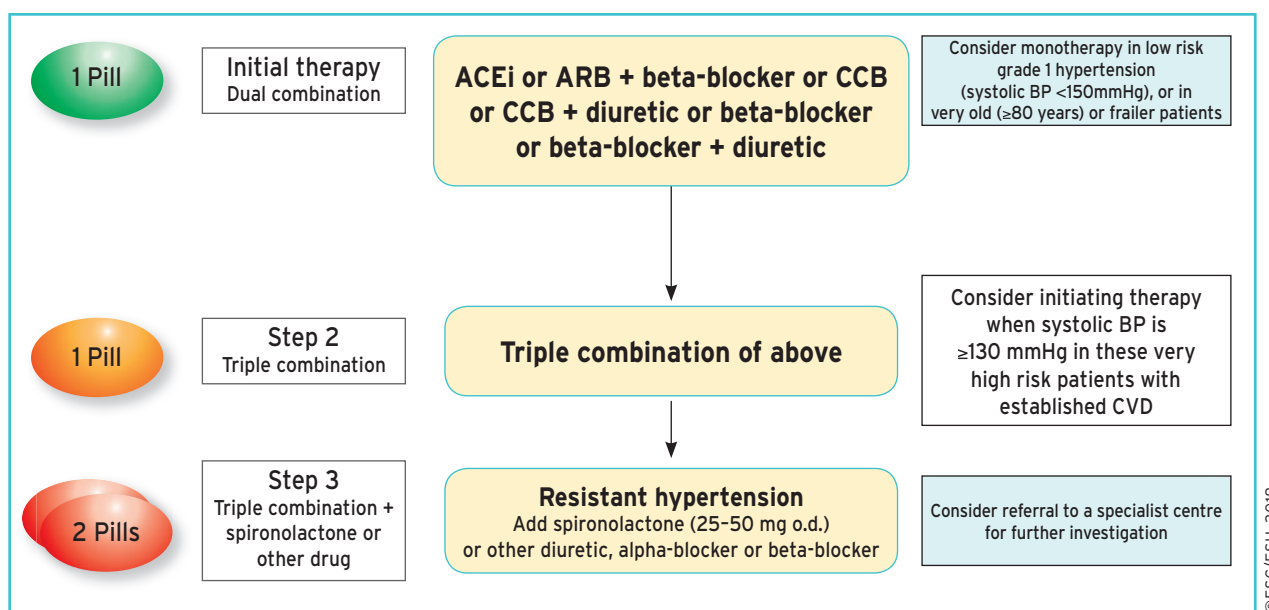 1 Pill
Initial therapy
Dual combination
ACEi or ARB + beta-blocker or CCB
or CCB + diuretic or beta-blocker
or beta-blocker + diuretic
Consider monotherapy in low risk
grade 1 hypertension
(systolic BP <150mmHg), or in
very old (≥80 years) or frailer patients
1 Pill
Step 2
Triple combination
Triple combination of above
Consider initiating therapy
when systolic BP is
≥130 mmHg in these very
high risk patients with
established CVD
2 Pills
Step 3
Triple combination +
spironolactone or
other drug
Resistant hypertension
Add spironolactone (25–50 mg o.d.)
or other diuretic, alpha-blocker or beta-blocker
Consider referral to a specialist centre
for further investigation
©ESC/ESH 2018